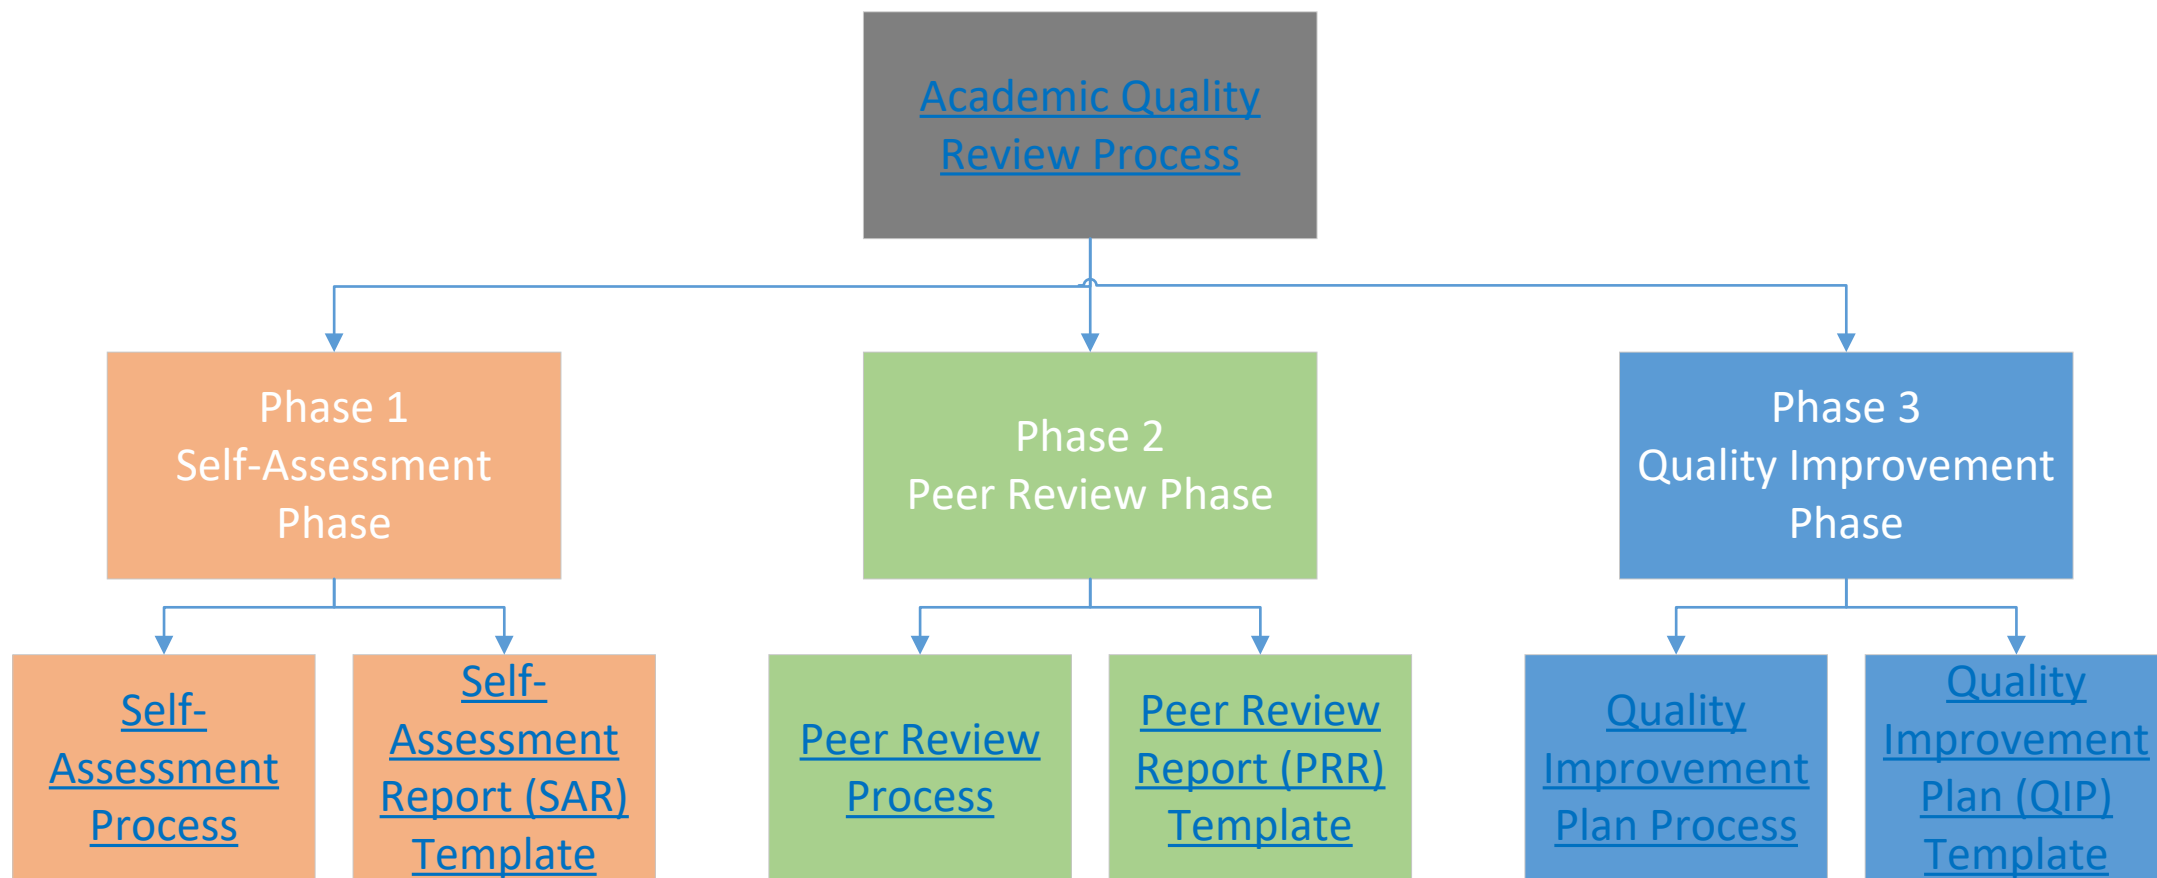 Academic Quality
Review Process
Phase 1
Self-Assessment
Phase
Phase 2
Peer Review Phase
Phase 3
Quality Improvement
Phase
Self-
Assessment
Process
Self-
Assessment
Report (SAR)
Template
Peer Review
Process
Peer Review
Report (PRR)
Template
Quality
Improvement
Plan Process
Quality
Improvement
Plan (QIP)
Template